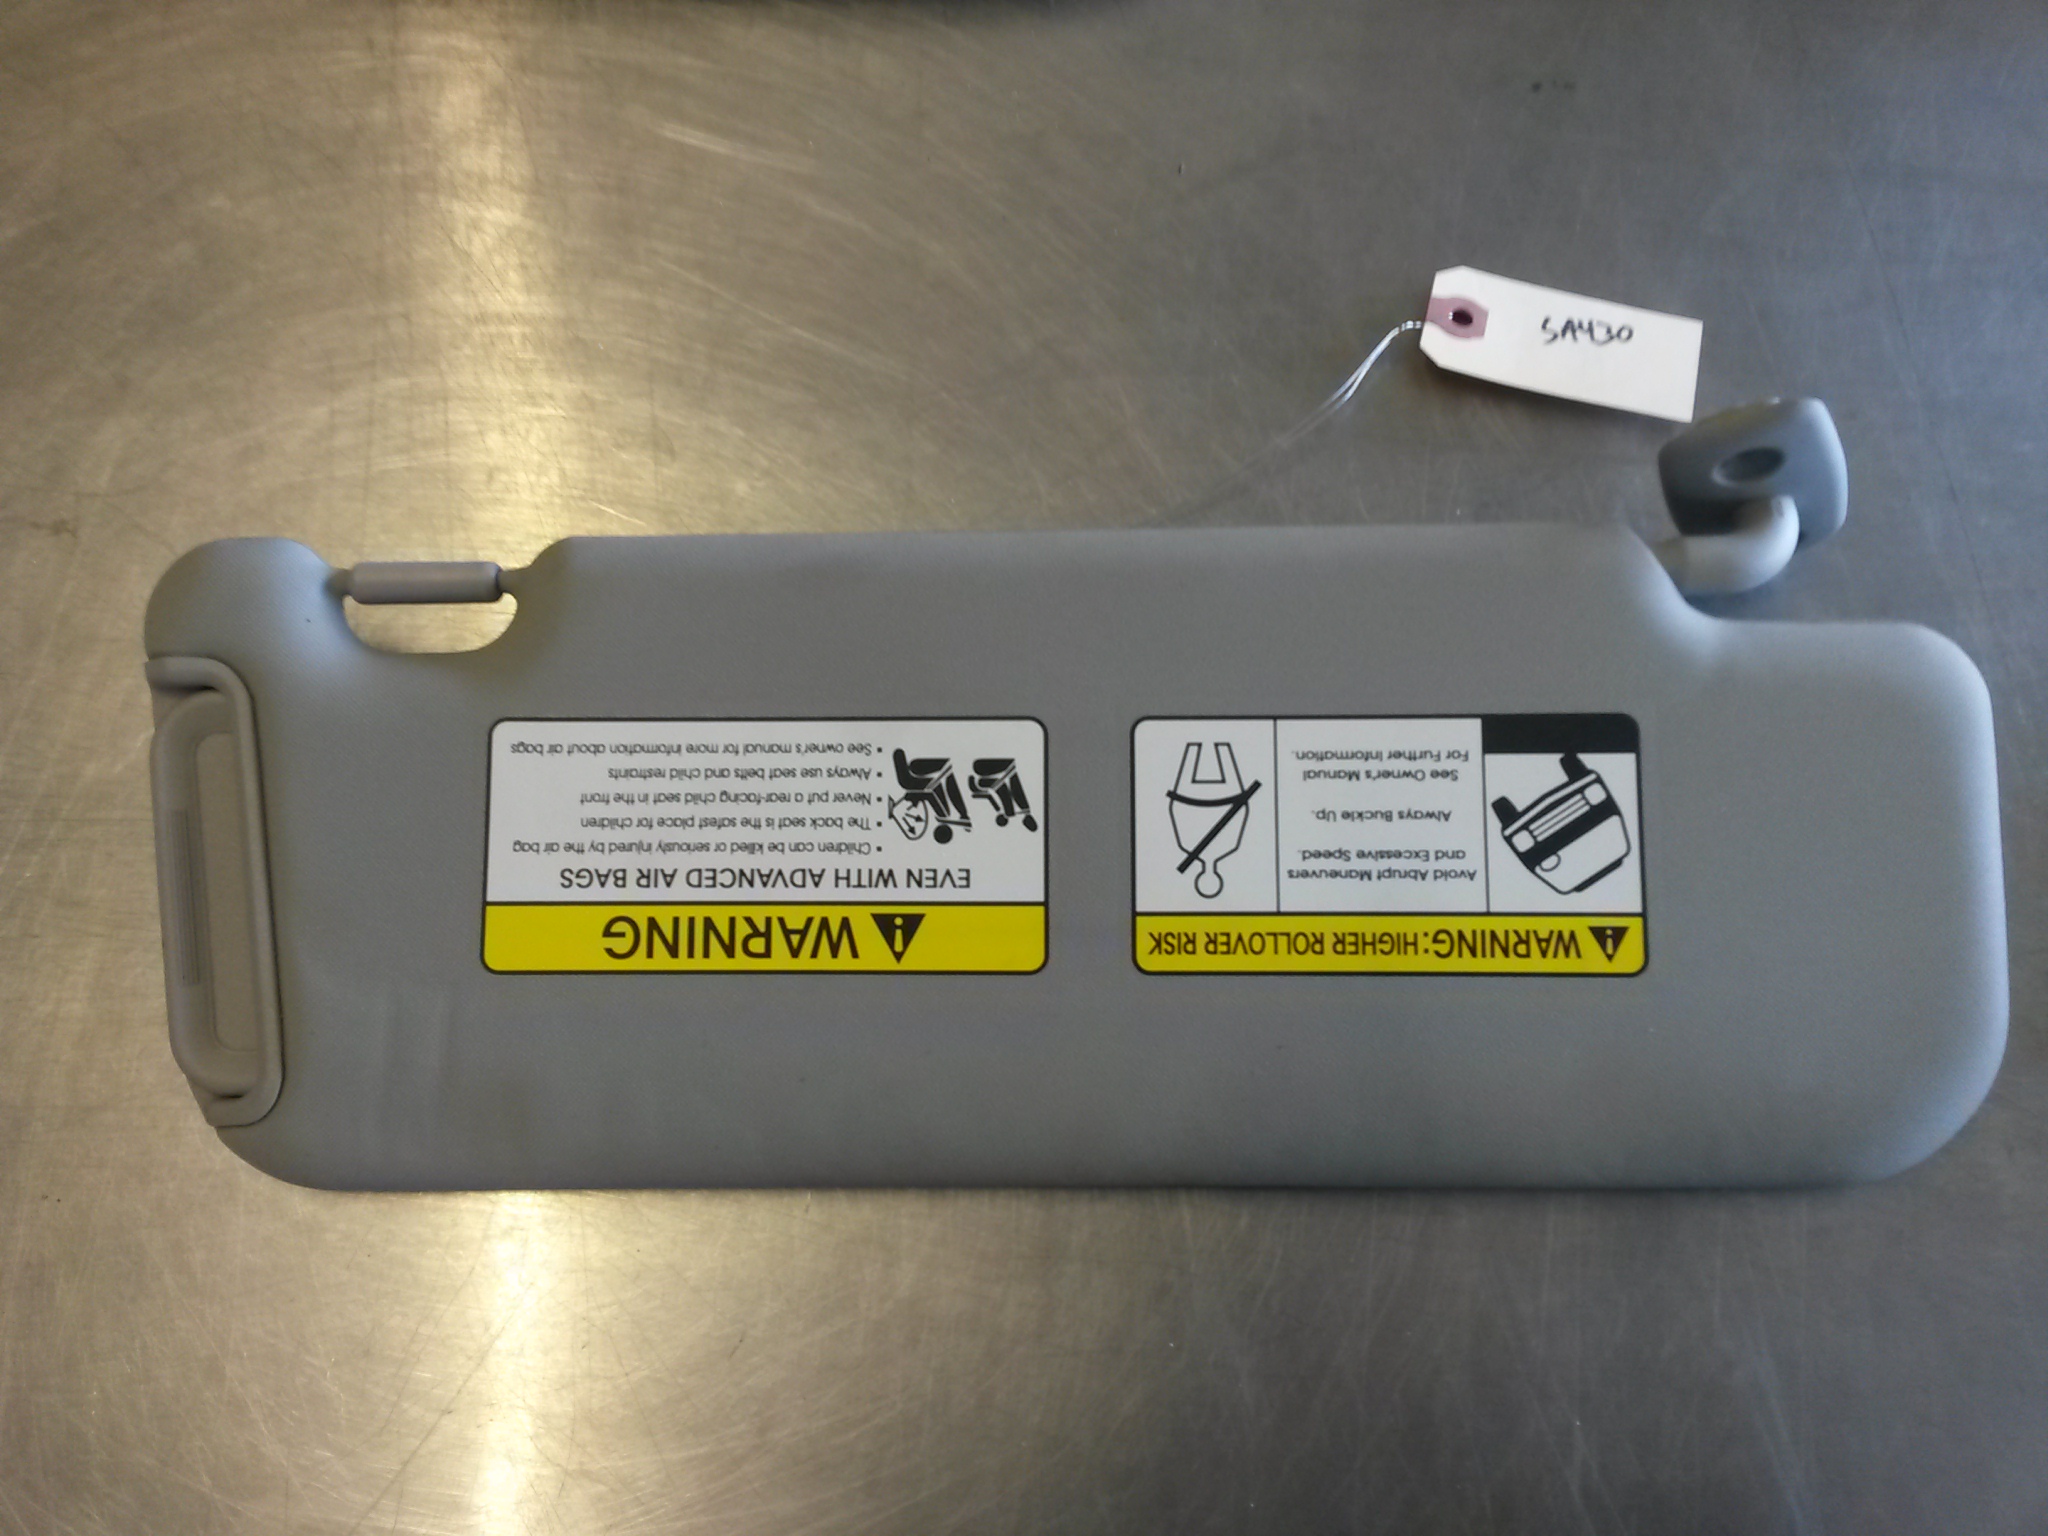 5A430
WARNING: HIGHER ROLLOVER RISK
Avoid Abrupt Maneuvers
and Excessive Speed.
Always Buckle Up.
See Owner's Manual
For Further Information.
WARNING
EVEN WITH ADVANCED AIR BAGS
• Children can be killed or seriously injured by the air bag
• The back seat is the safest place for children
• Never put a rear-facing child seat in the front
• Always use seat belts and child restraints
• See owner's manual for more information about air bags